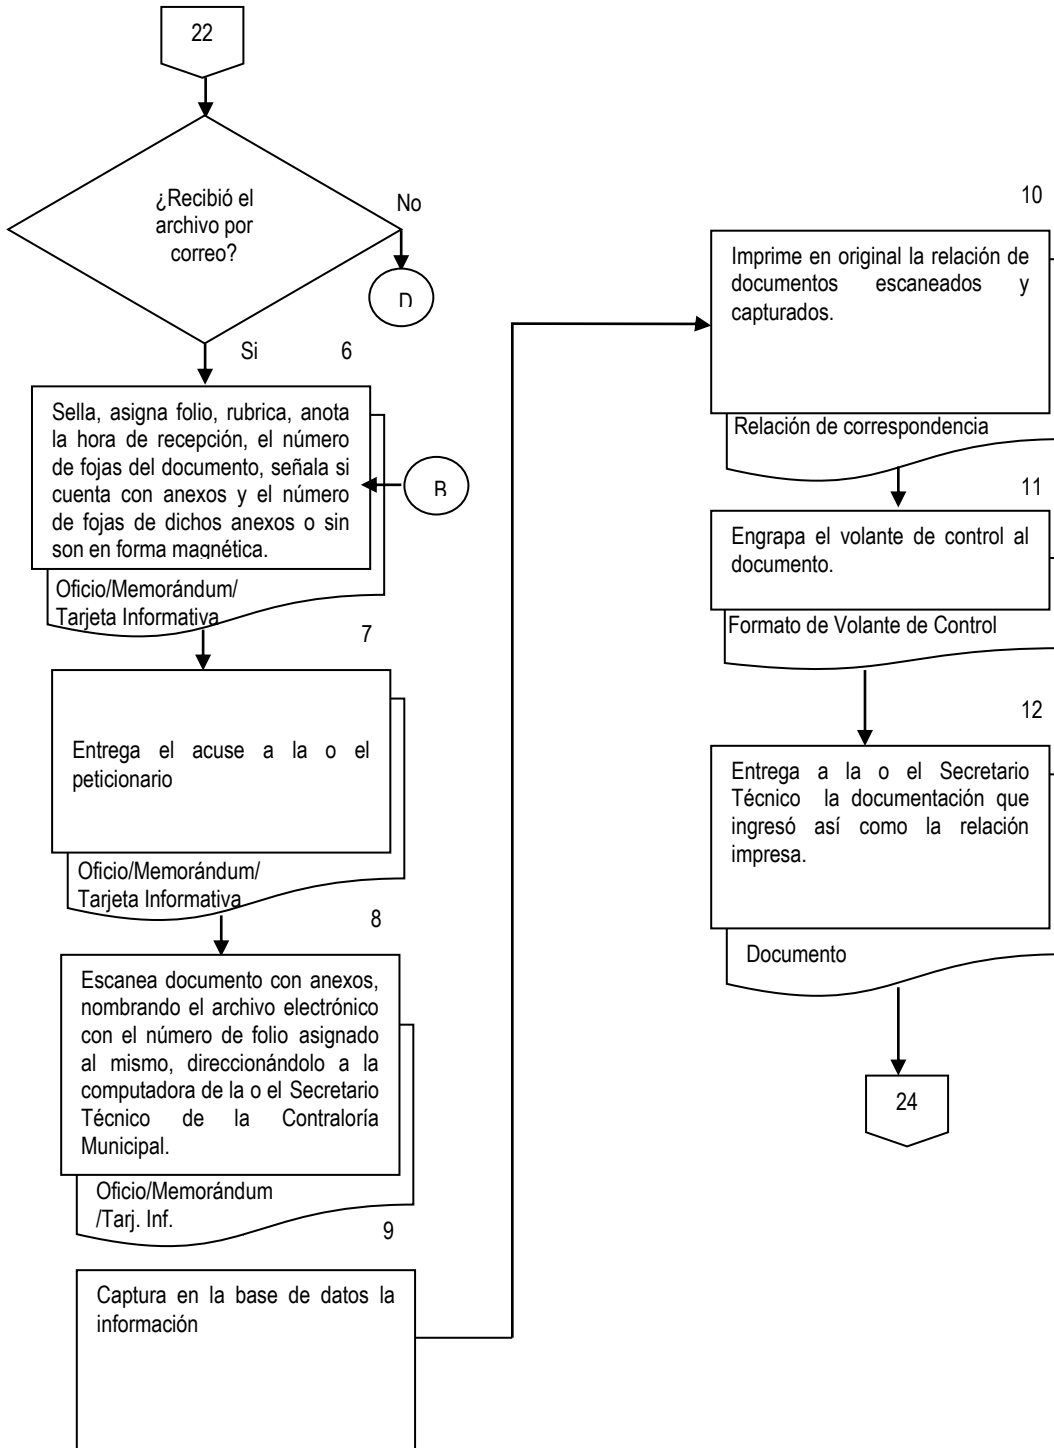 22
¿Recibió el
archivo por
correo?
No
D
Si
6
Sella, asigna folio, rubrica, anota
la hora de recepción, el número
de fojas del documento, señala si
cuenta con anexos y el número
de fojas de dichos anexos o sin
son en forma magnética.
B
Oficio/Memorándum/
Tarjeta Informativa
7
Entrega el acuse a la o el
peticionario
Oficio/Memorándum/
Tarjeta Informativa
8
Escanea documento con anexos,
nombrando el archivo electrónico
con el número de folio asignado
al mismo, direccionándolo a la
computadora de la o el Secretario
Técnico de la Contraloría
Municipal.
Oficio/Memorándum
/Tarj. Inf.
9
Captura en la base de datos la
información
10
Imprime en original la relación de
documentos escaneados y
capturados.
Relación de correspondencia
11
Engrapa el volante de control al
documento.
Formato de Volante de Control
12
Entrega a la o el Secretario
Técnico la documentación que
ingresó así como la relación
impresa.
Documento
24